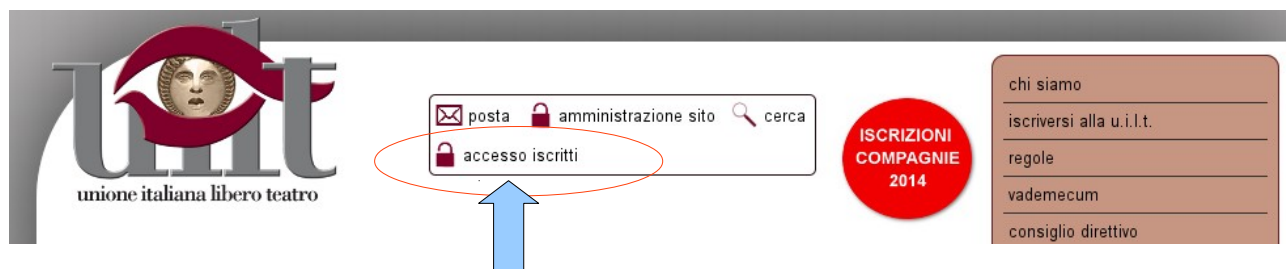 uilt
unione italiana libero teatro
posta amministrazione sito cerca
accesso iscritti
ISCRIZIONI
COMPAGNIE
2014
chi siamo
iscriversi alla u.i.l.t.
regole
vademecum
consiglio direttivo